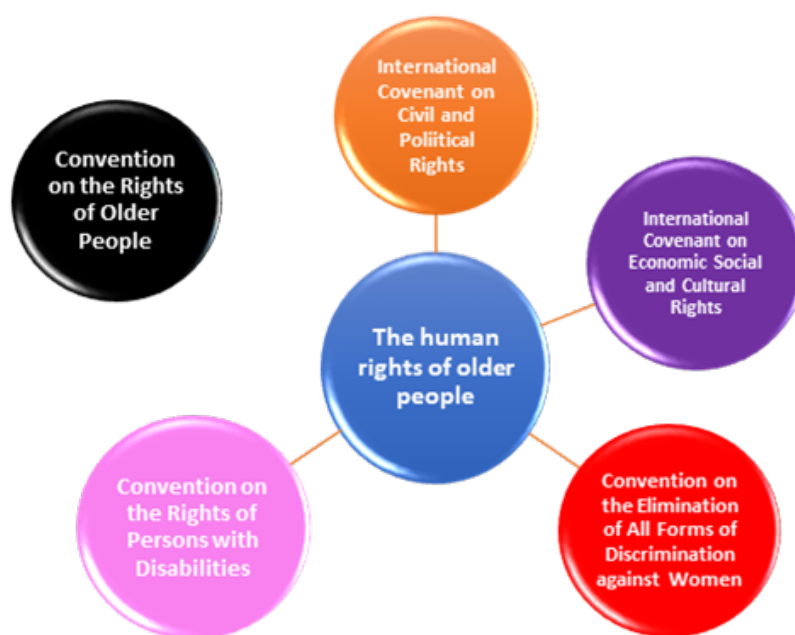 International
Covenant on
Civil and
Poliitical
Rights
Convention
on the Rights
of Older
People
International
Covenant on
Economic Social
and Cultural
Rights
The human
rights of older
people
Convention on
the Rights of
Persons with
Disabilities
Convention on
the Elimination
of All Forms of
Discrimination
against Women